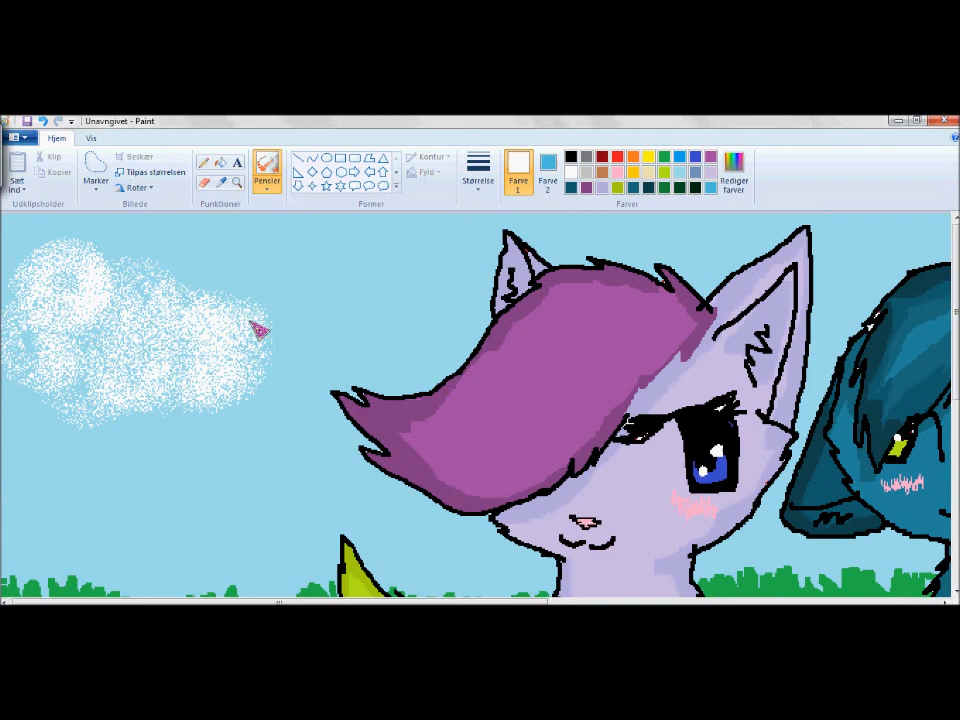 Unavngivet - Paint
Hjem Vis
Sæt ind
Klip
Kopier
Udklipsholder
Marker
Beskær
Tilpas størrelsen
Roter
Billede
A
Funktioner
Pensler
Kontur
Fyld
Former
Størrelse
Farve 1
Farve 2
Rediger farver
Farver